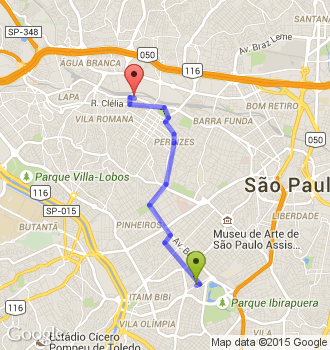 SP-348
050
Av. Braz Leme
ÁGUA BRANCA
116
LAPA
R. Clélia
BOM RETIRO
VILA ROMANA
BARRA FUNDA
050
PERDIZES
Parque Villa-Lobos
São Paul
116
SP-015
LIBERDADE
BUTANTÃ
PINHEIROS
Museu de Arte de
São Paulo Assis
Av. B
ITAIM BIBI
Parque Ibirapuera
116
VILA OLÍMPIA
Google
Estádio Cícero
Pompeu de Toledo
Map data ©2015 Google